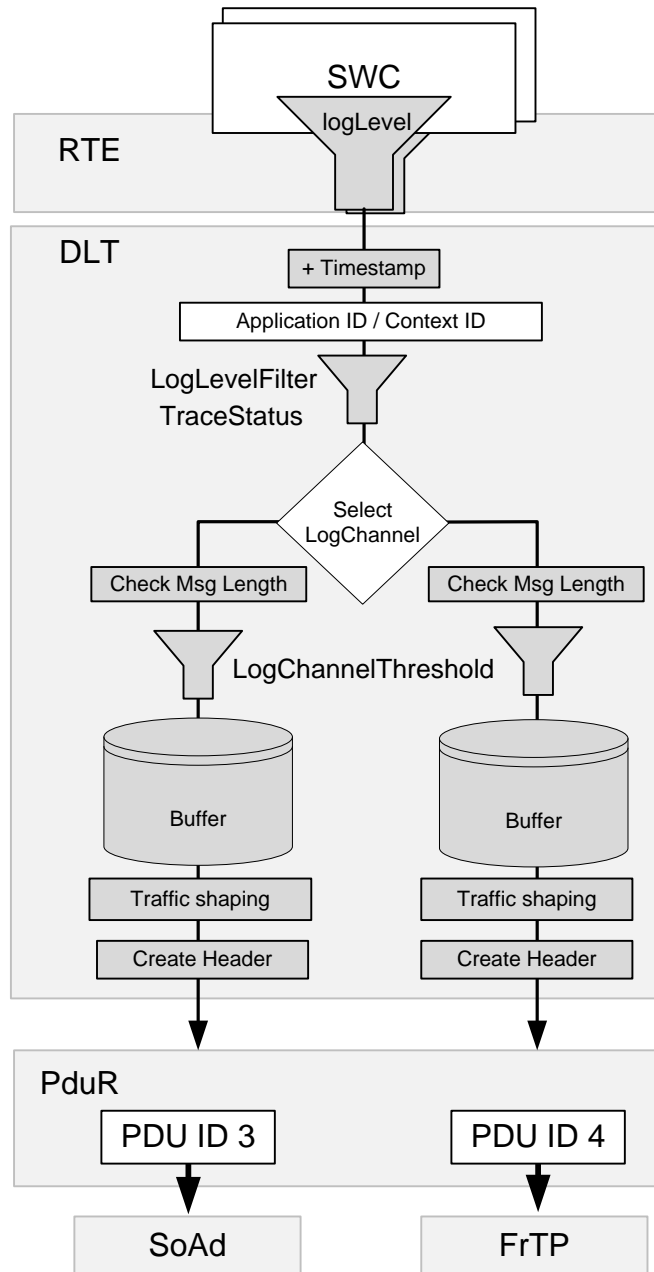 SWC
logLevel
RTE
DLT
+ Timestamp
Application ID / Context ID
LogLevelFilter
TraceStatus
Select
LogChannel
Check Msg Length
Check Msg Length
LogChannelThreshold
Buffer
Buffer
Traffic shaping
Traffic shaping
Create Header
Create Header
PduR
PDU ID 3
PDU ID 4
SoAd
FrTP